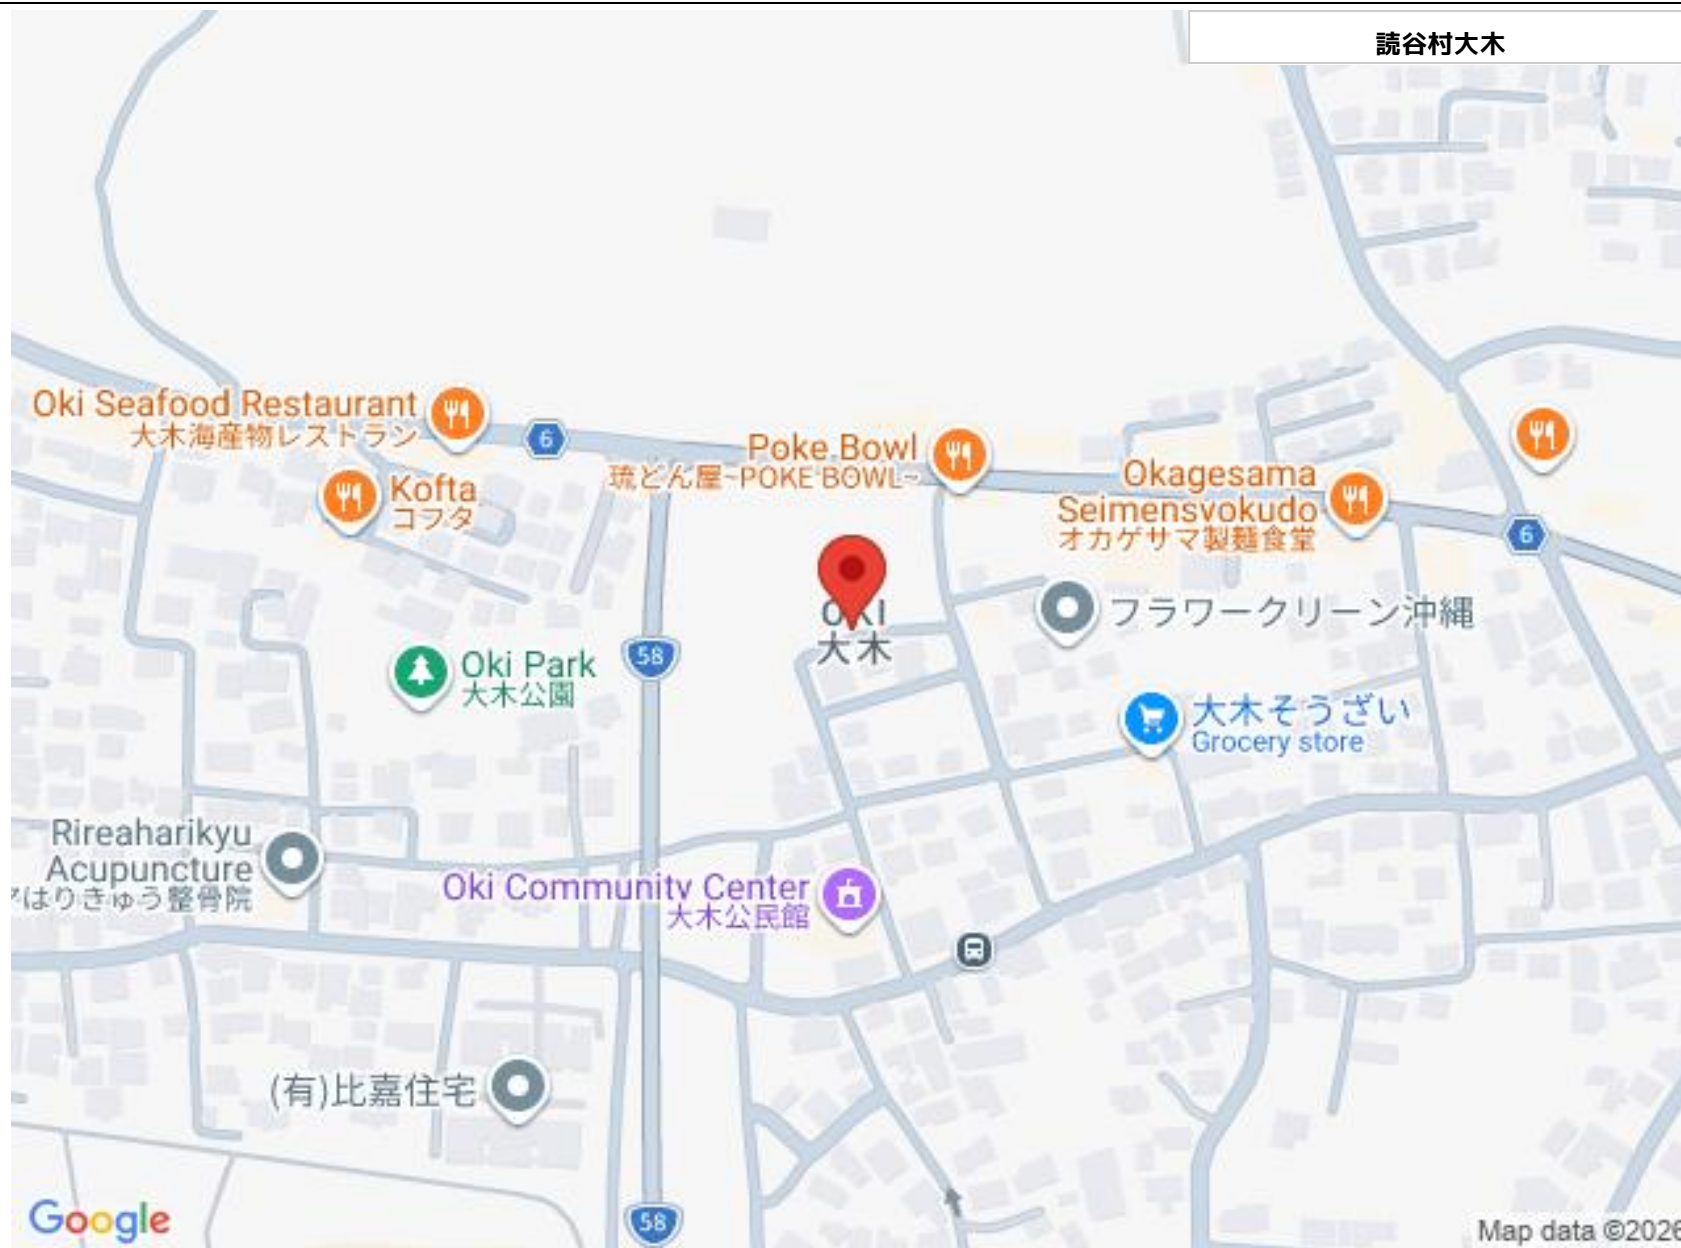 読谷村大木
Oki Seafood Restaurant
大木海産物レストラン
6
Kofta
コフタ
Poke Bowl
琉どん屋~POKE BOWL~
Okagesama
Seimensyokudo
オカゲサマ製麺食堂
6
OKI
大木
フラワークリーン沖縄
58
Oki Park
大木公園
大木そうざい
Grocery store
Rireaharikyu
Acupuncture
はりきゅう整骨院
Oki Community Center
大木公民館
(有)比嘉住宅
58
Google
Map data ©2026